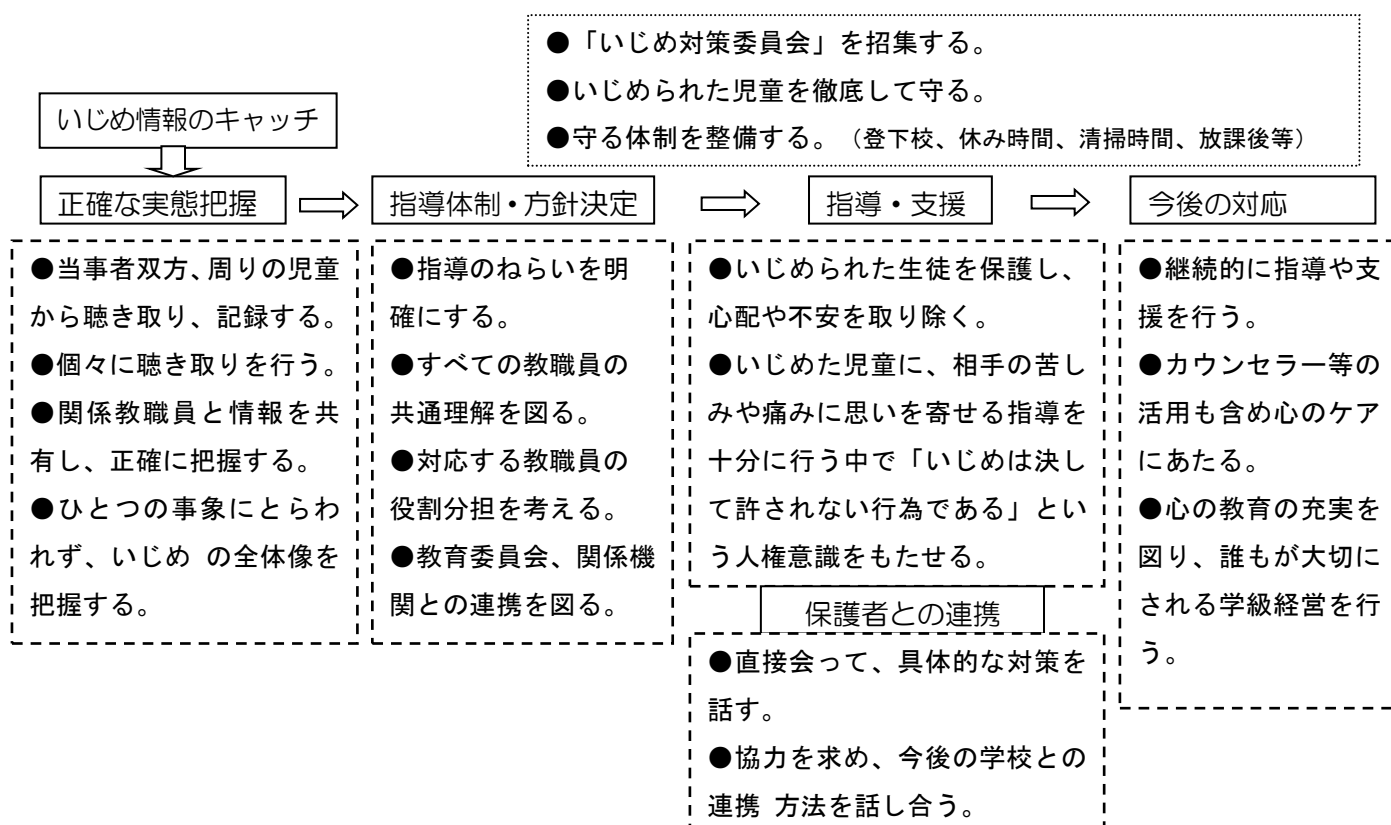 ●「いじめ対策委員会」を招集する。
●いじめられた児童を徹底して守る。
●守る体制を整備する。（登下校、休み時間、清掃時間、放課後等）
いじめ情報のキャッチ
正確な実態把握
●当事者双方、周りの児童
から聴き取り、記録する。
●個々に聴き取りを行う。
●関係教職員と情報を共
有し、正確に把握する。
●ひとつの事象にとらわ
れず、いじめ の全体像を
把握する。
指導体制・方針決定
●指導のねらいを明
確にする。
●すべての教職員の
共通理解を図る。
●対応する教職員の
役割分担を考える。
●教育委員会、関係機
関との連携を図る。
指導・支援
●いじめられた生徒を保護し、
心配や不安を取り除く。
●いじめた児童に、相手の苦し
みや痛みに思いを寄せる指導を
十分に行う中で「いじめは決し
て許されない行為である」とい
う人権意識をもたせる。
保護者との連携
●直接会って、具体的な対策を
話す。
●協力を求め、今後の学校との
連携 方法を話し合う。
今後の対応
●継続的に指導や支
援を行う。
●カウンセラー等の
活用も含め心のケア
にあたる。
●心の教育の充実を
図り、誰もが大切に
される学級経営を行
う。